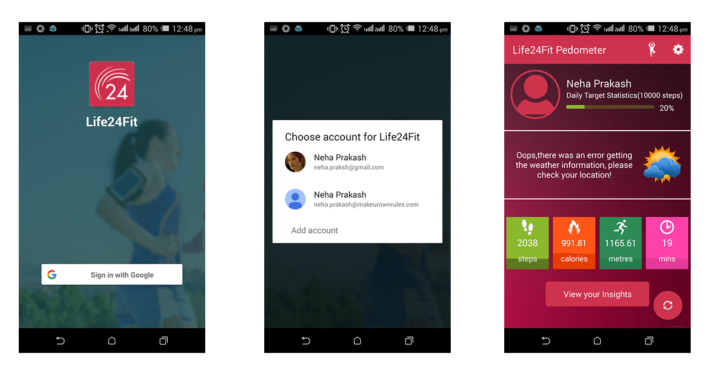 80% 12:48 pm
24
Life24Fit
Sign in with Google
80% 12:48 pm
Choose account for Life24Fit
Neha Prakash
neha.praksh@gmail.com
Neha Prakash
neha.prakash@makeurownrules.com
Add account
80% 12:48 pm
Life24Fit Pedometer
Neha Prakash
Daily Target Statistics(10000 steps)
20%
Oops,there was an error getting
the weather information, please
check your location!
2038 991.81 1165.61 19
steps calories metres mins
View your Insights